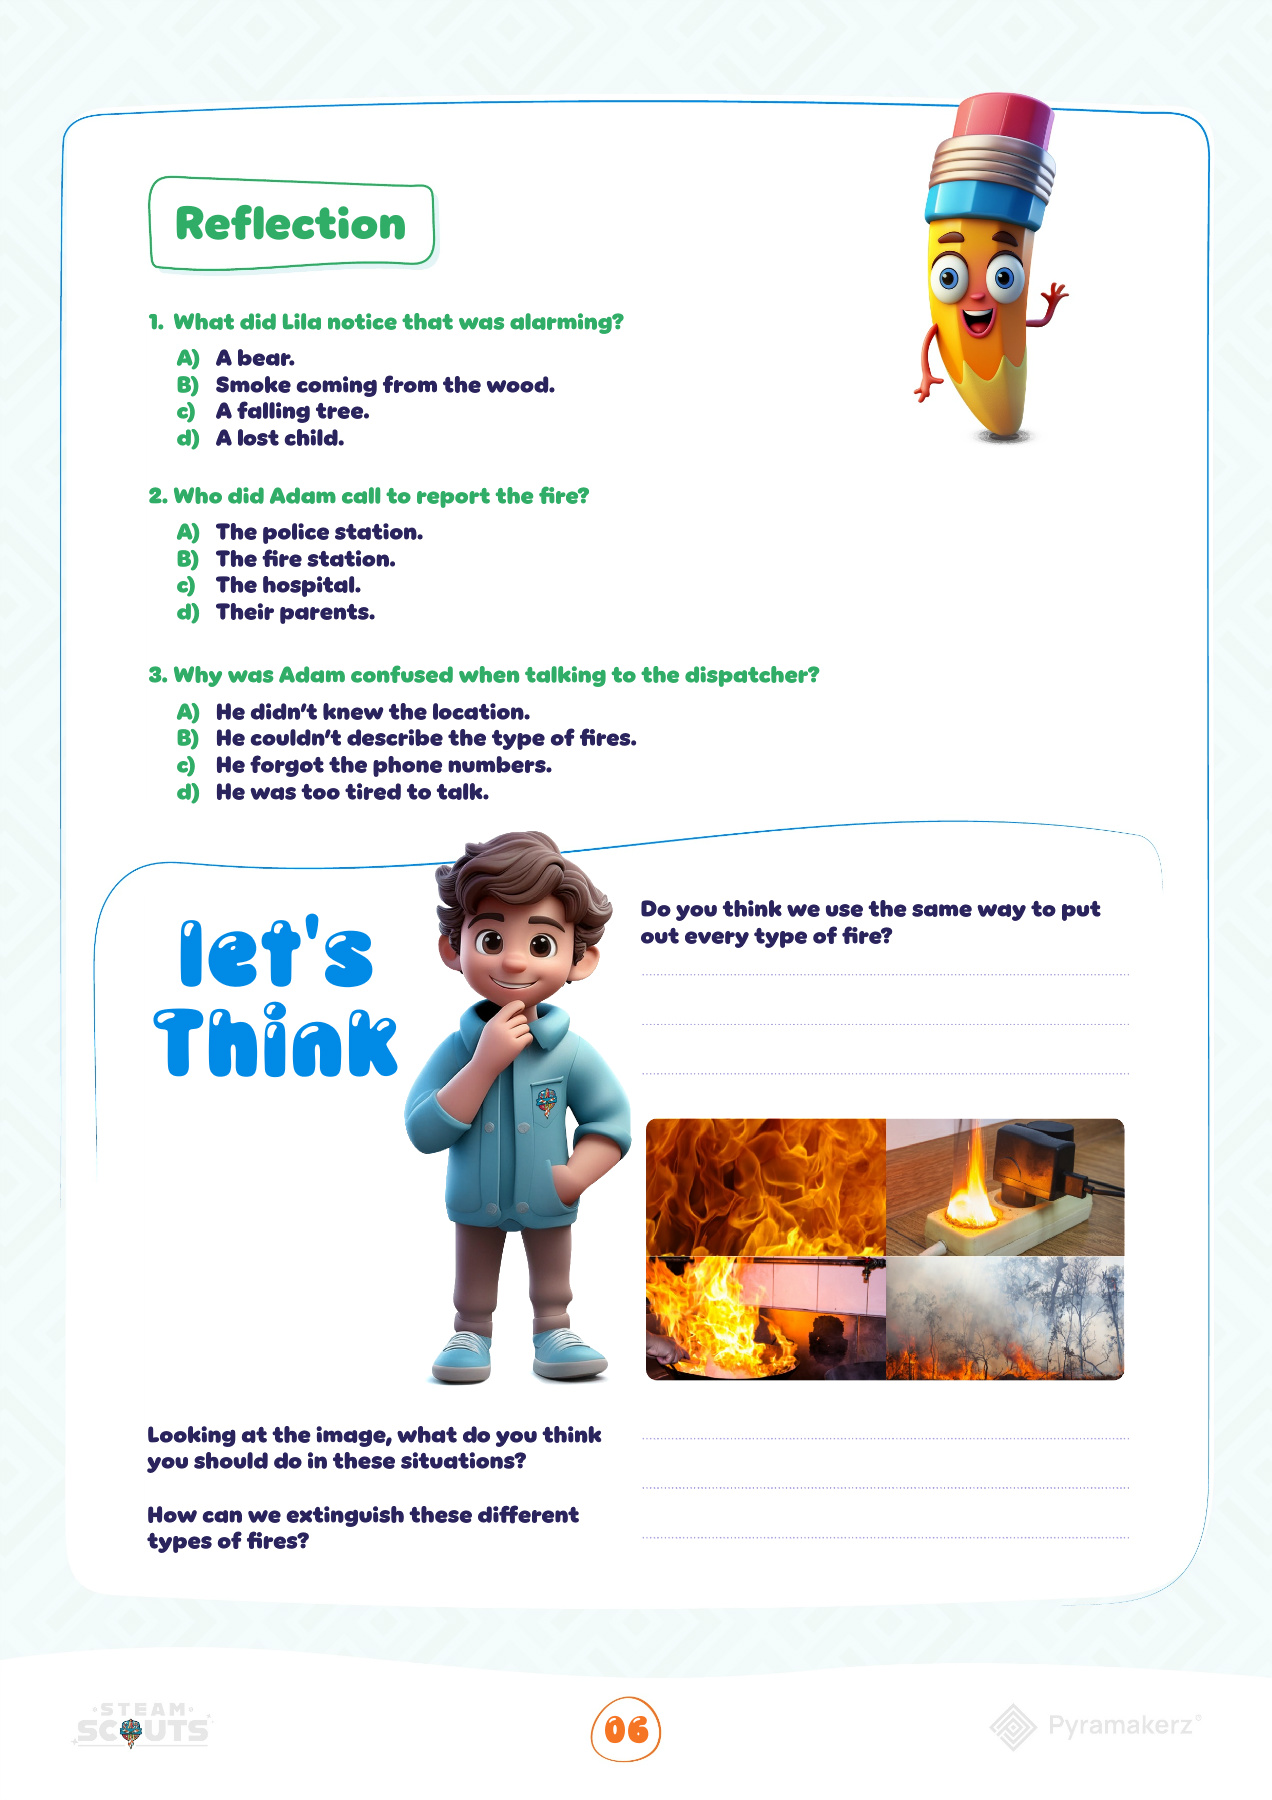 Reflection
1. What did Lila notice that was alarming?
A) A bear.
B) Smoke coming from the wood.
c) A falling tree.
d) A lost child.
2. Who did Adam call to report the fire?
A) The police station.
B) The fire station.
c) The hospital.
d) Their parents.
3. Why was Adam confused when talking to the dispatcher?
A) He didn't knew the location.
B) He couldn't describe the type of fires.
c) He forgot the phone numbers.
d) He was too tired to talk.
let's
Think
Do you think we use the same way to put
out every type of fire?
Looking at the image, what do you think
you should do in these situations?
How can we extinguish these different
types of fires?
STEAM
SCOUTS
06
Pyramakerz